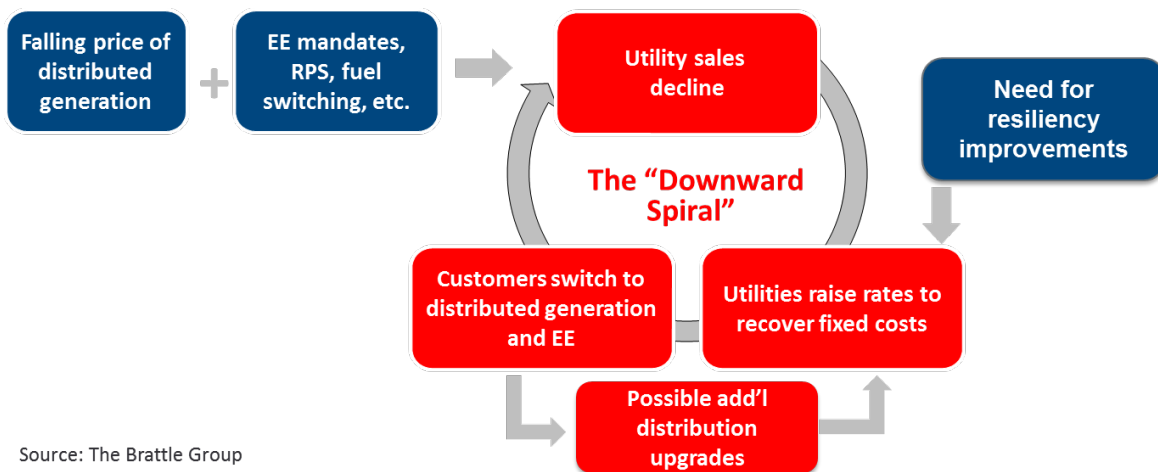 Falling price of
distributed
generation
+
EE mandates,
RPS, fuel
switching, etc.
Utility sales
decline
Need for
resiliency
improvements
The “Downward
Spiral”
Customers switch to
distributed generation
and EE
Utilities raise rates to
recover fixed costs
Possible add’l
distribution
upgrades
Source: The Brattle Group